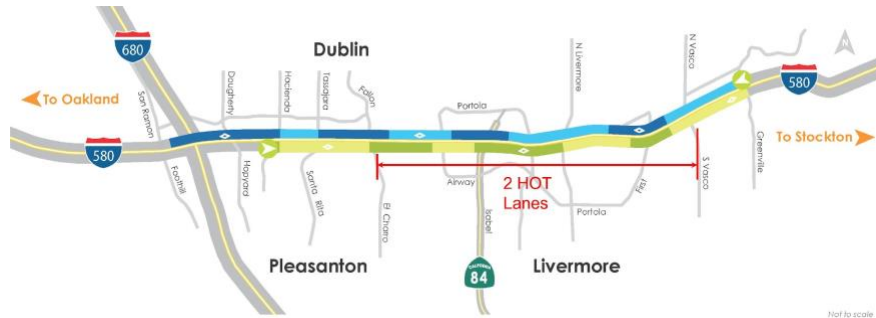 680
Dublin
N
To Oakland
San Ramon
Dougherty
Hacienda
Tassajara
Fallon
Portola
N Livermore
N Vasco
580
580
To Stockton
Foothill
Hopyard
Santa Rita
El Charro
Airway
Isabel
2 HOT
Lanes
Portola
First
S Vasco
Greenville
Pleasanton
CALIFORNIA
84
Livermore
Not to scale